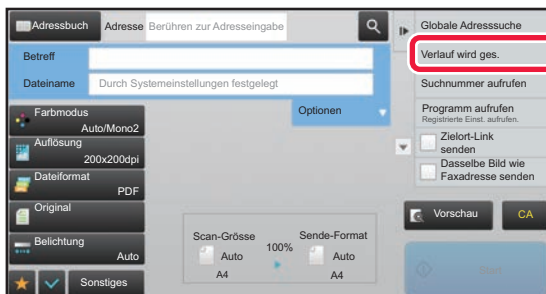 Adressbuch
Adresse
Berühren zur Adresseingabe
Betreff
Dateiname
Durch Systemeinstellungen festgelegt
Optionen
Farbmodus
Auto/Mono2
Auflösung
200x200dpi
Dateiformat
PDF
Original
Belichtung
Auto
Sonstiges
Scan-Grösse
Auto
A4
100%
Sende-Format
Auto
A4
Globale Adresssuche
Verlauf wird ges.
Suchnummer aufrufen
Programm aufrufen
Registrierte Einst. aufrufen.
Zielort-Link
senden
Dasselbe Bild wie
Faxadresse senden
Vorschau
CA
Start